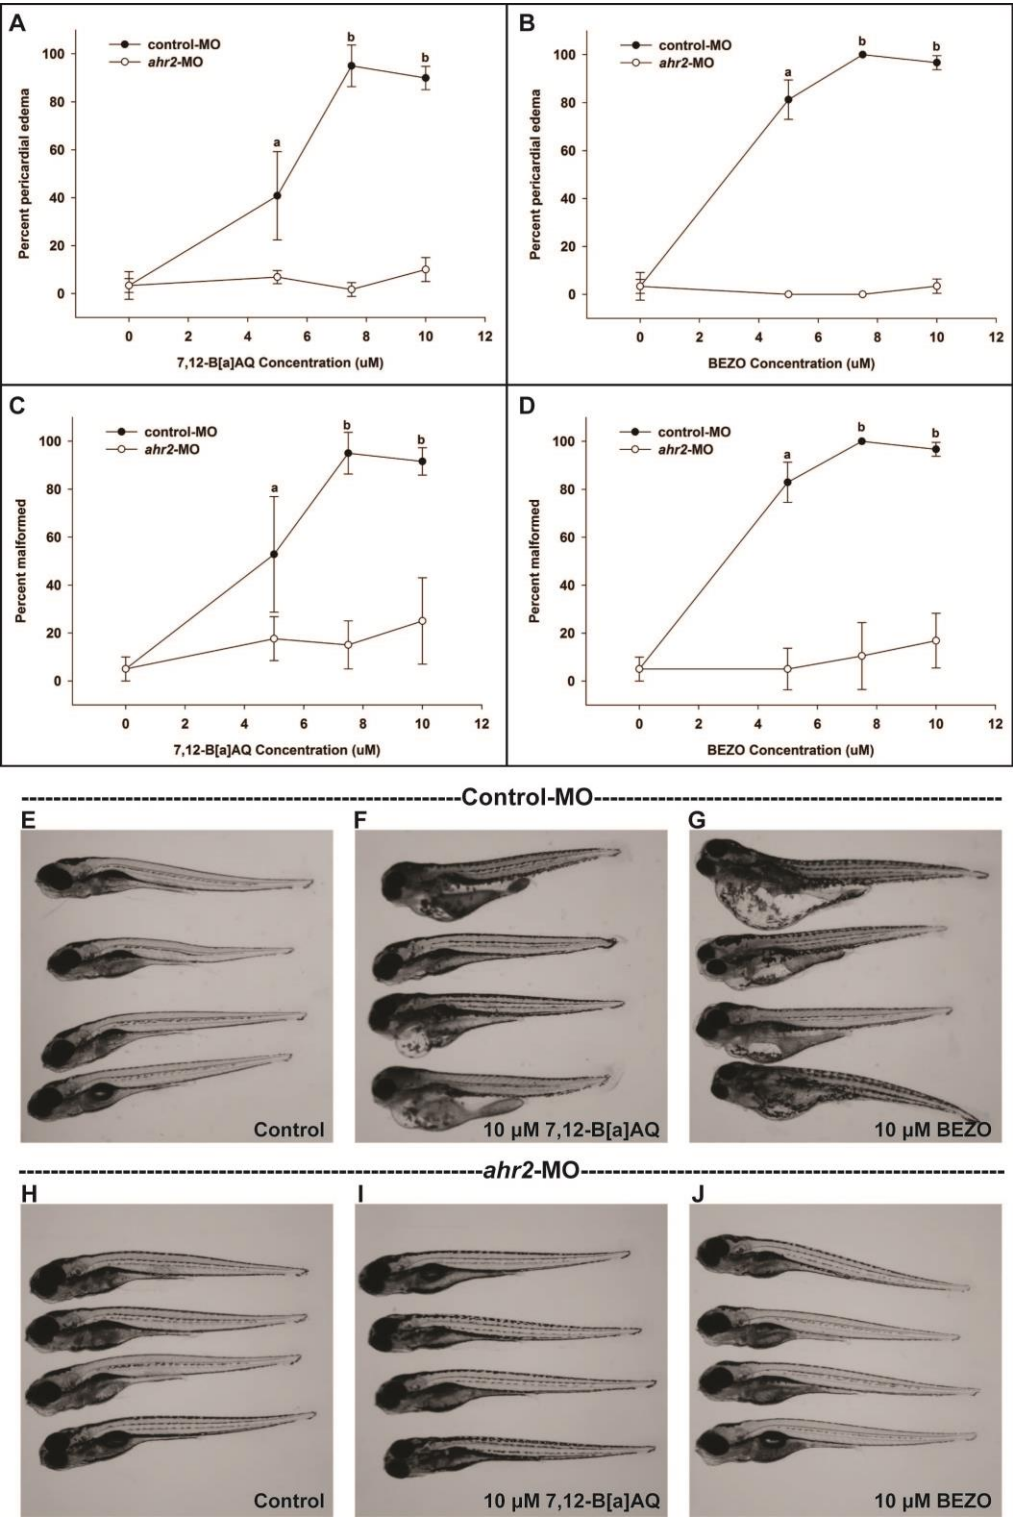 A
control-MO
ahr2-MO
b
b
a
100
80
60
40
20
0
Percent pericardial edema
0 2 4 6 8 10 12
7,12-B[a]AQ Concentration (uM)
B
control-MO
ahr2-MO
b
b
a
100
80
60
40
20
0
Percent pericardial edema
0 2 4 6 8 10 12
BEZO Concentration (uM)
C
control-MO
ahr2-MO
b
b
a
100
80
60
40
20
0
Percent malformed
0 2 4 6 8 10 12
7,12-B[a]AQ Concentration (uM)
D
control-MO
ahr2-MO
b
b
a
100
80
60
40
20
0
Percent malformed
0 2 4 6 8 10 12
BEZO Concentration (uM)
Control-MO
E
Control
F
10 µM 7,12-B[a]AQ
G
10 µM BEZO
ahr2-MO
H
Control
I
10 µM 7,12-B[a]AQ
J
10 µM BEZO